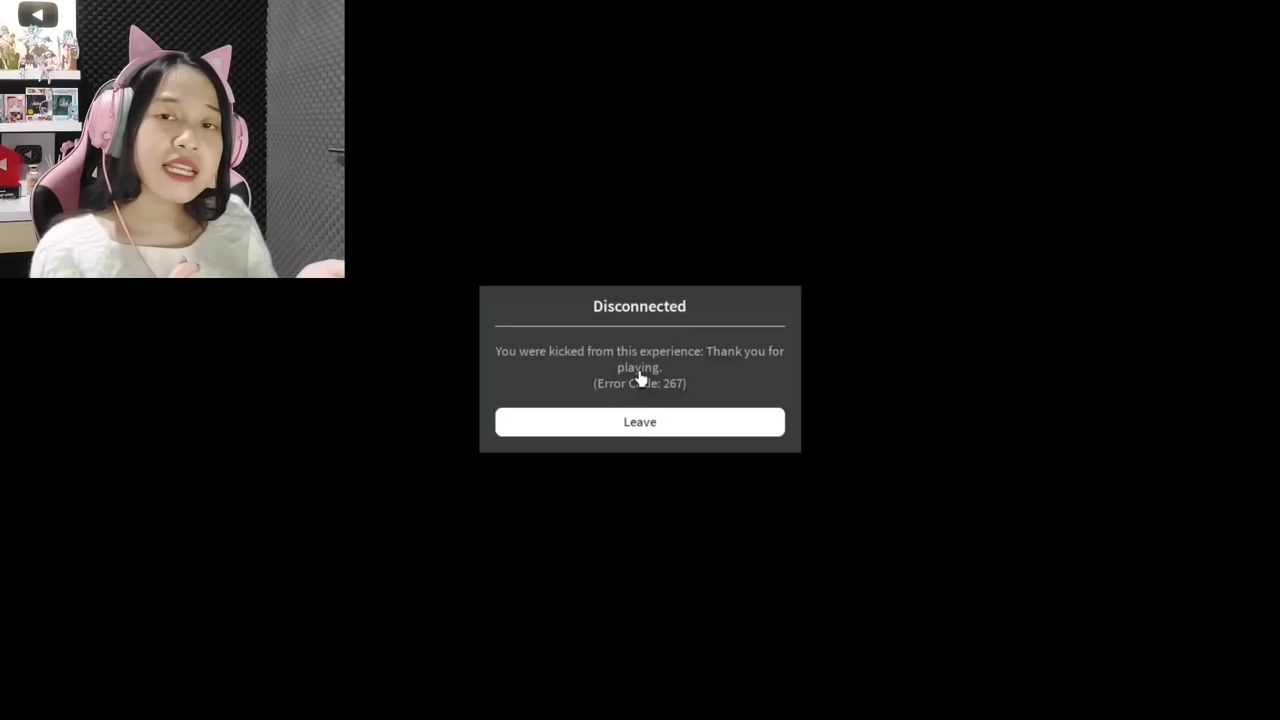 Disconnected
You were kicked from this experience: Thank you for
playing.
(Error Code: 267)
Leave